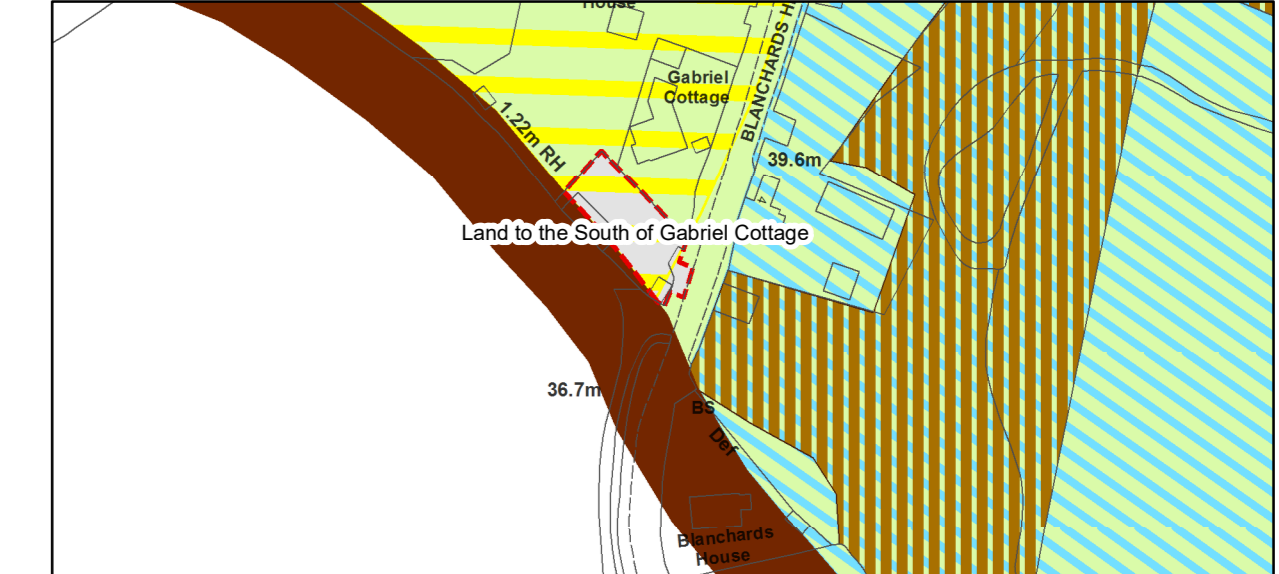 House
BLANCHARDS H
Gabriel
Cottage
1.22m RH
39.6m
4
Land to the South of Gabriel Cottage
36.7m
BS
Def
Blanchards
House